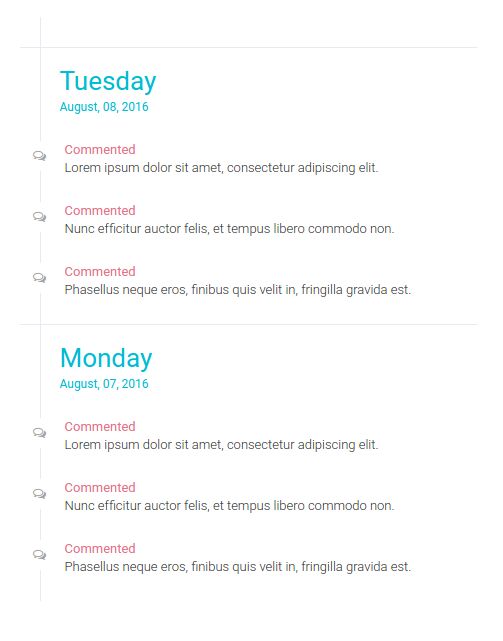 Tuesday
August, 08, 2016
Commented
Lorem ipsum dolor sit amet, consectetur adipiscing elit.
Commented
Nunc efficitur auctor felis, et tempus libero commodo non.
Commented
Phasellus neque eros, finibus quis velit in, fringilla gravida est.
Monday
August, 07, 2016
Commented
Lorem ipsum dolor sit amet, consectetur adipiscing elit.
Commented
Nunc efficitur auctor felis, et tempus libero commodo non.
Commented
Phasellus neque eros, finibus quis velit in, fringilla gravida est.